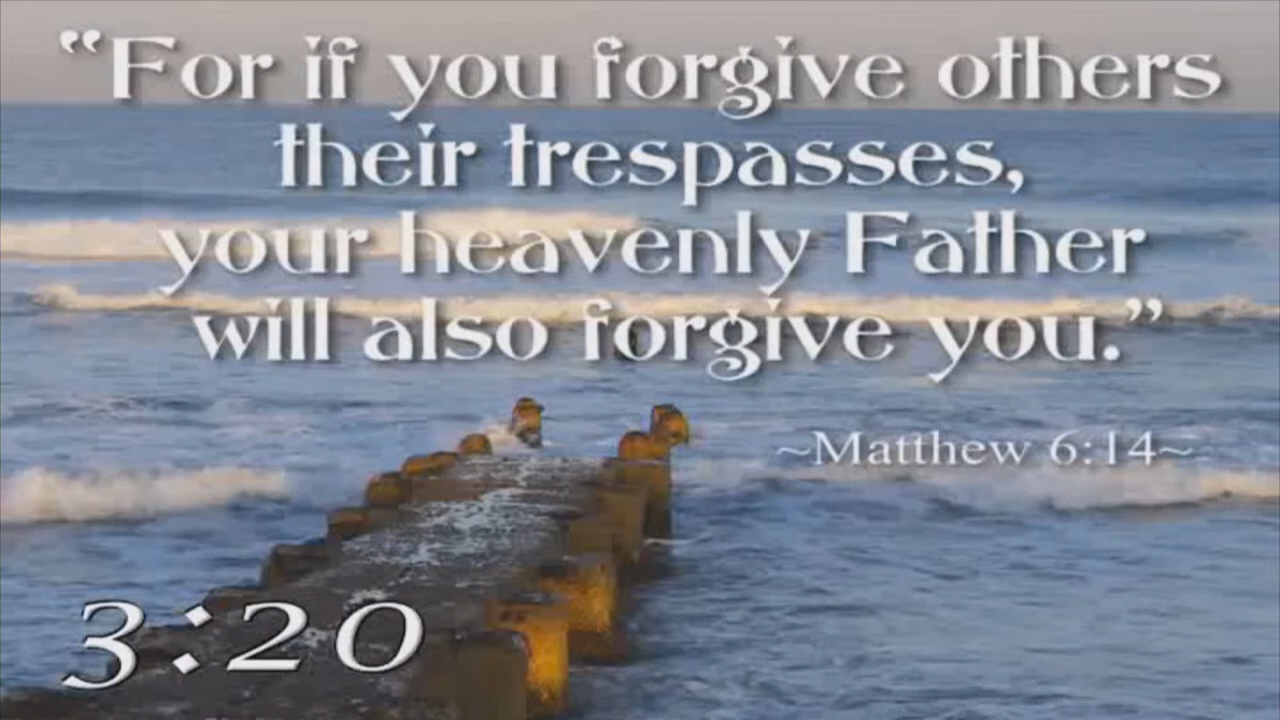 “For if you forgive others
their trespasses,
your heavenly Father
will also forgive you.”
~Matthew 6:14~
3:20